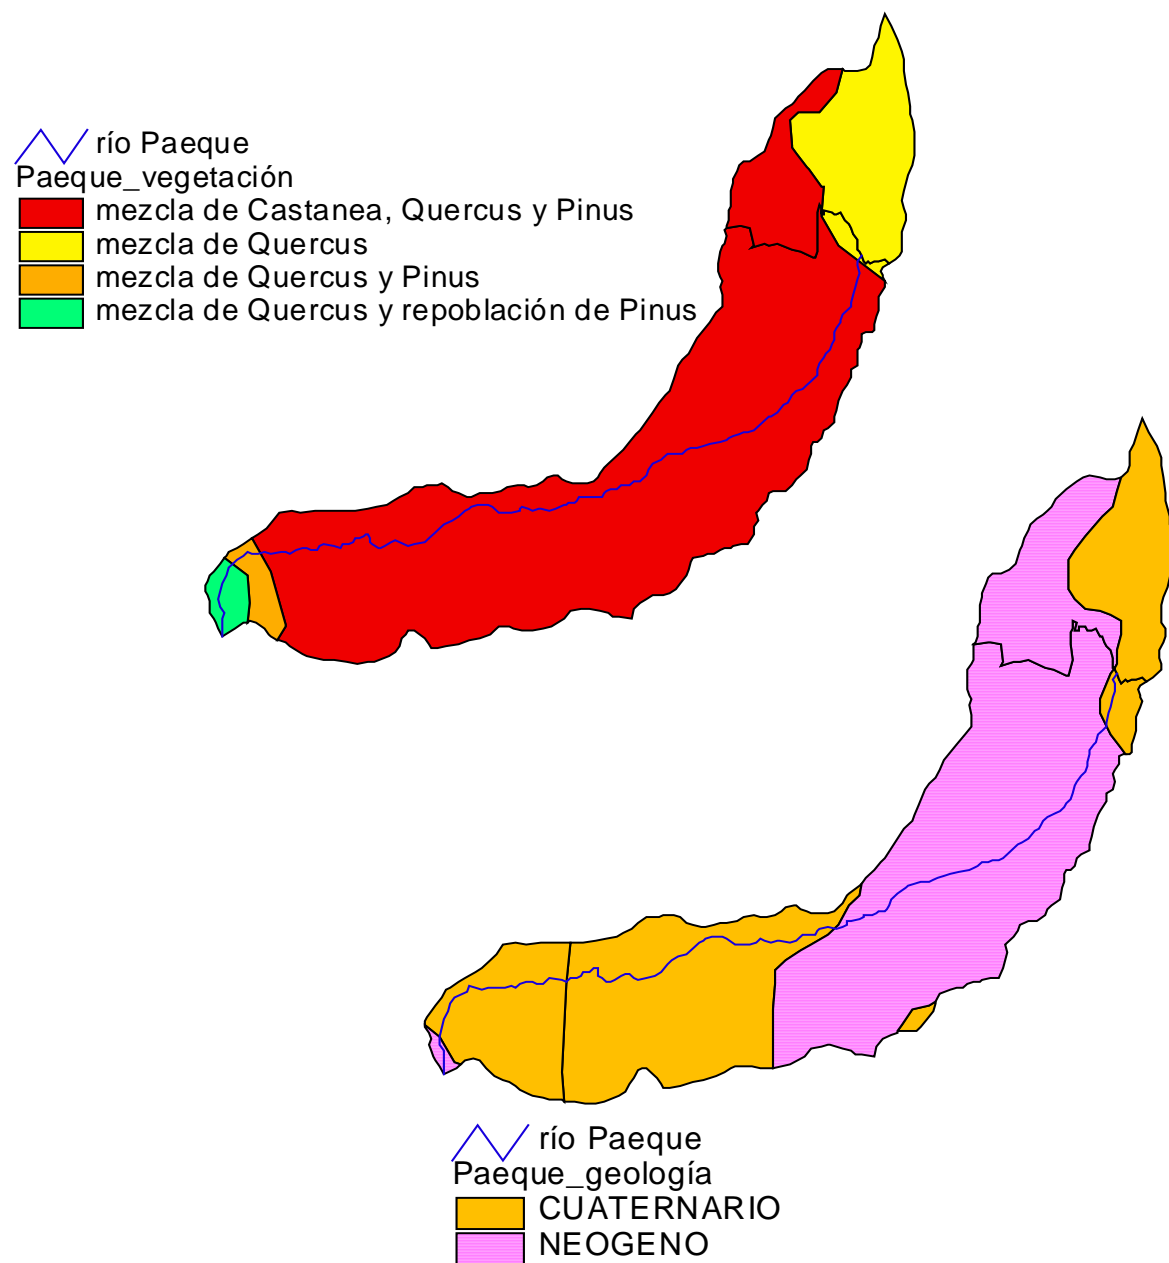 río Paeque
Paeque_vegetación
mezcla de Castanea, Quercus y Pinus
mezcla de Quercus
mezcla de Quercus y Pinus
mezcla de Quercus y repoblación de Pinus
río Paeque
Paeque_geología
CUATERNARIO
NEOGENO